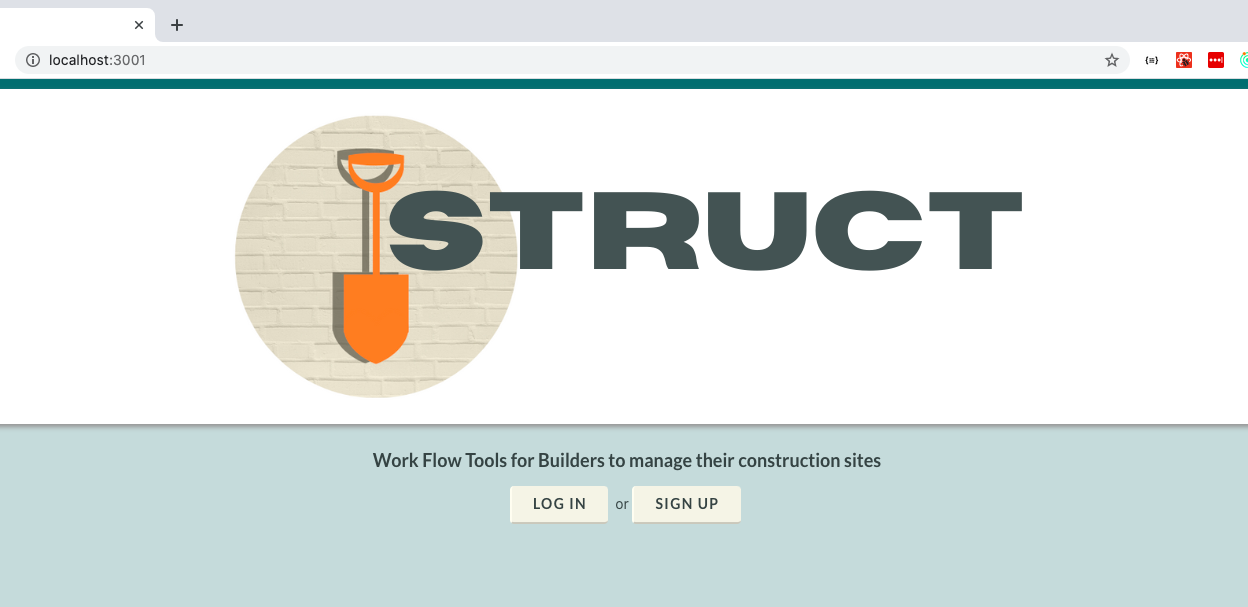 localhost:3001
STRUCT
Work Flow Tools for Builders to manage their construction sites
LOG IN or SIGN UP